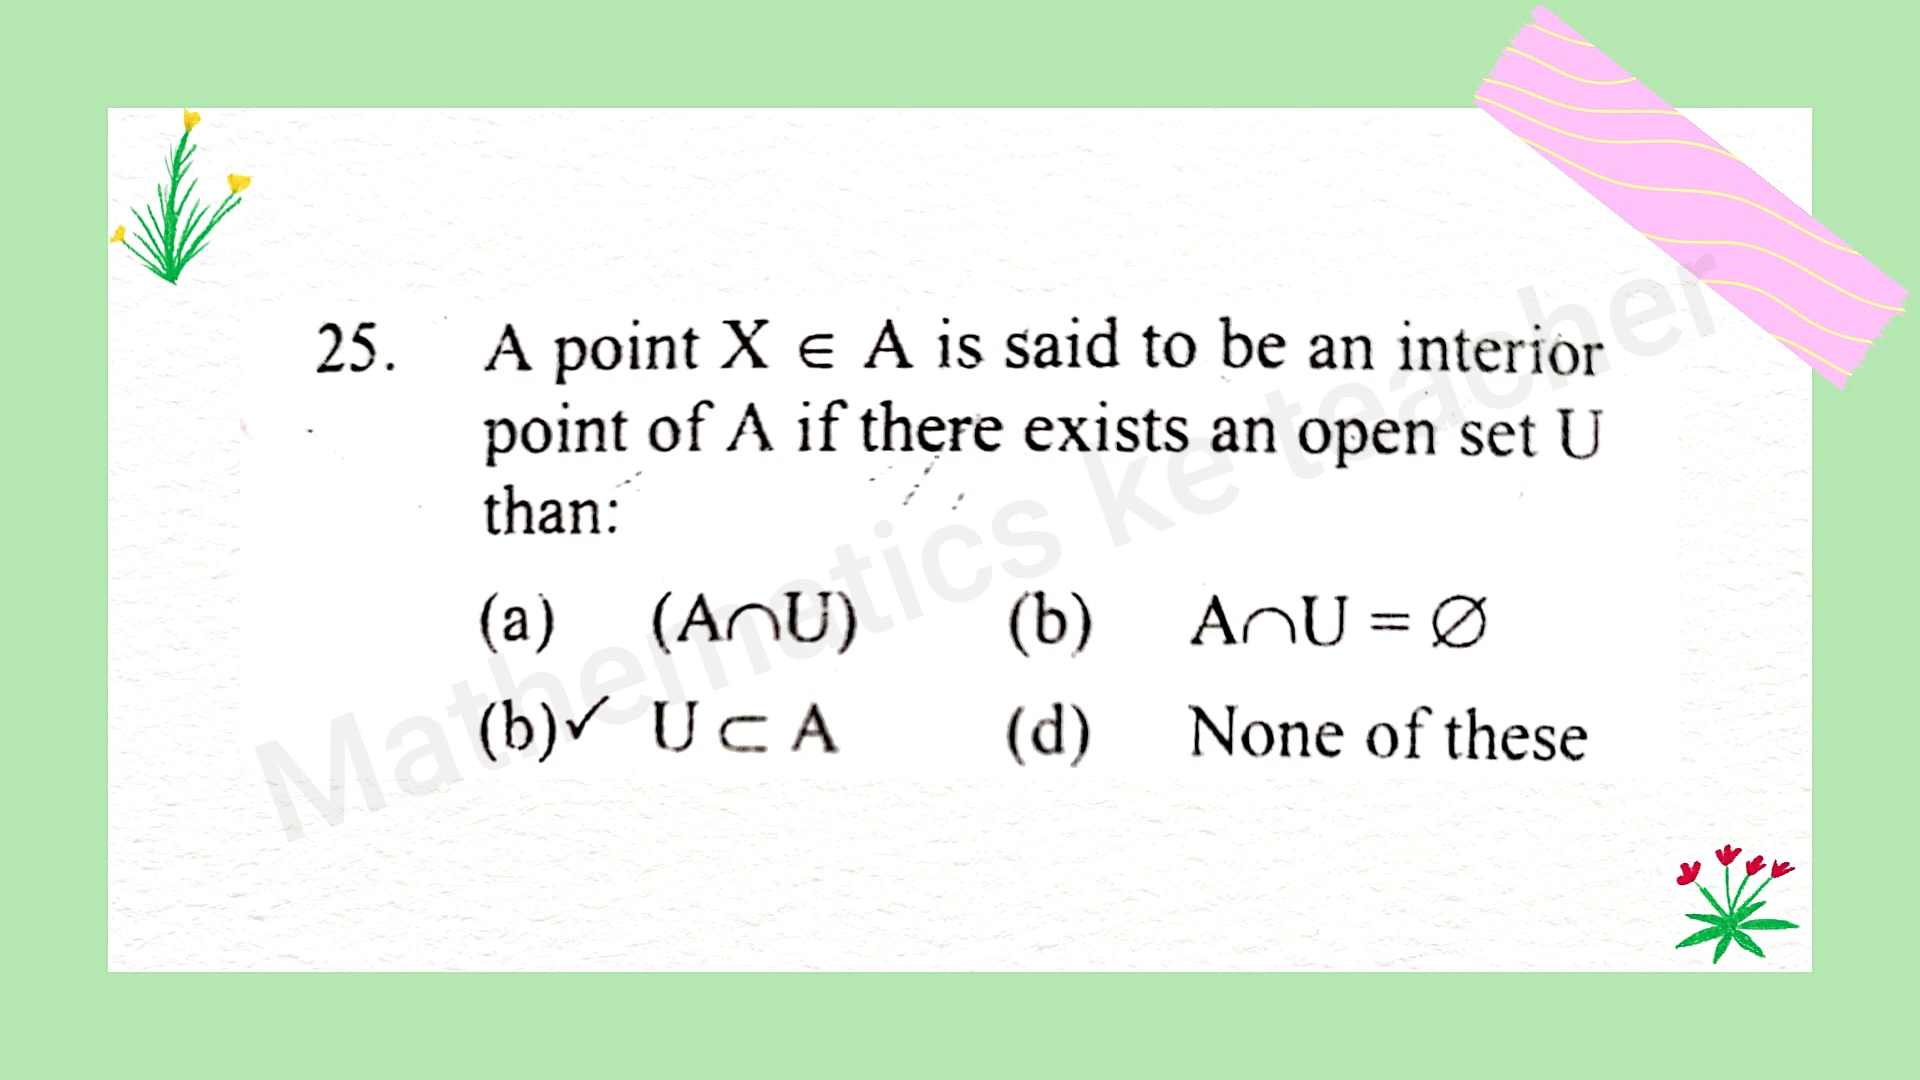 25. A point X ∈ A is said to be an interior
point of A if there exists an open set U
than:
(a) (A∩U) (b) A∩U = ∅
(b)✓ U ⊂ A (d) None of these
Mathematics ke teacher